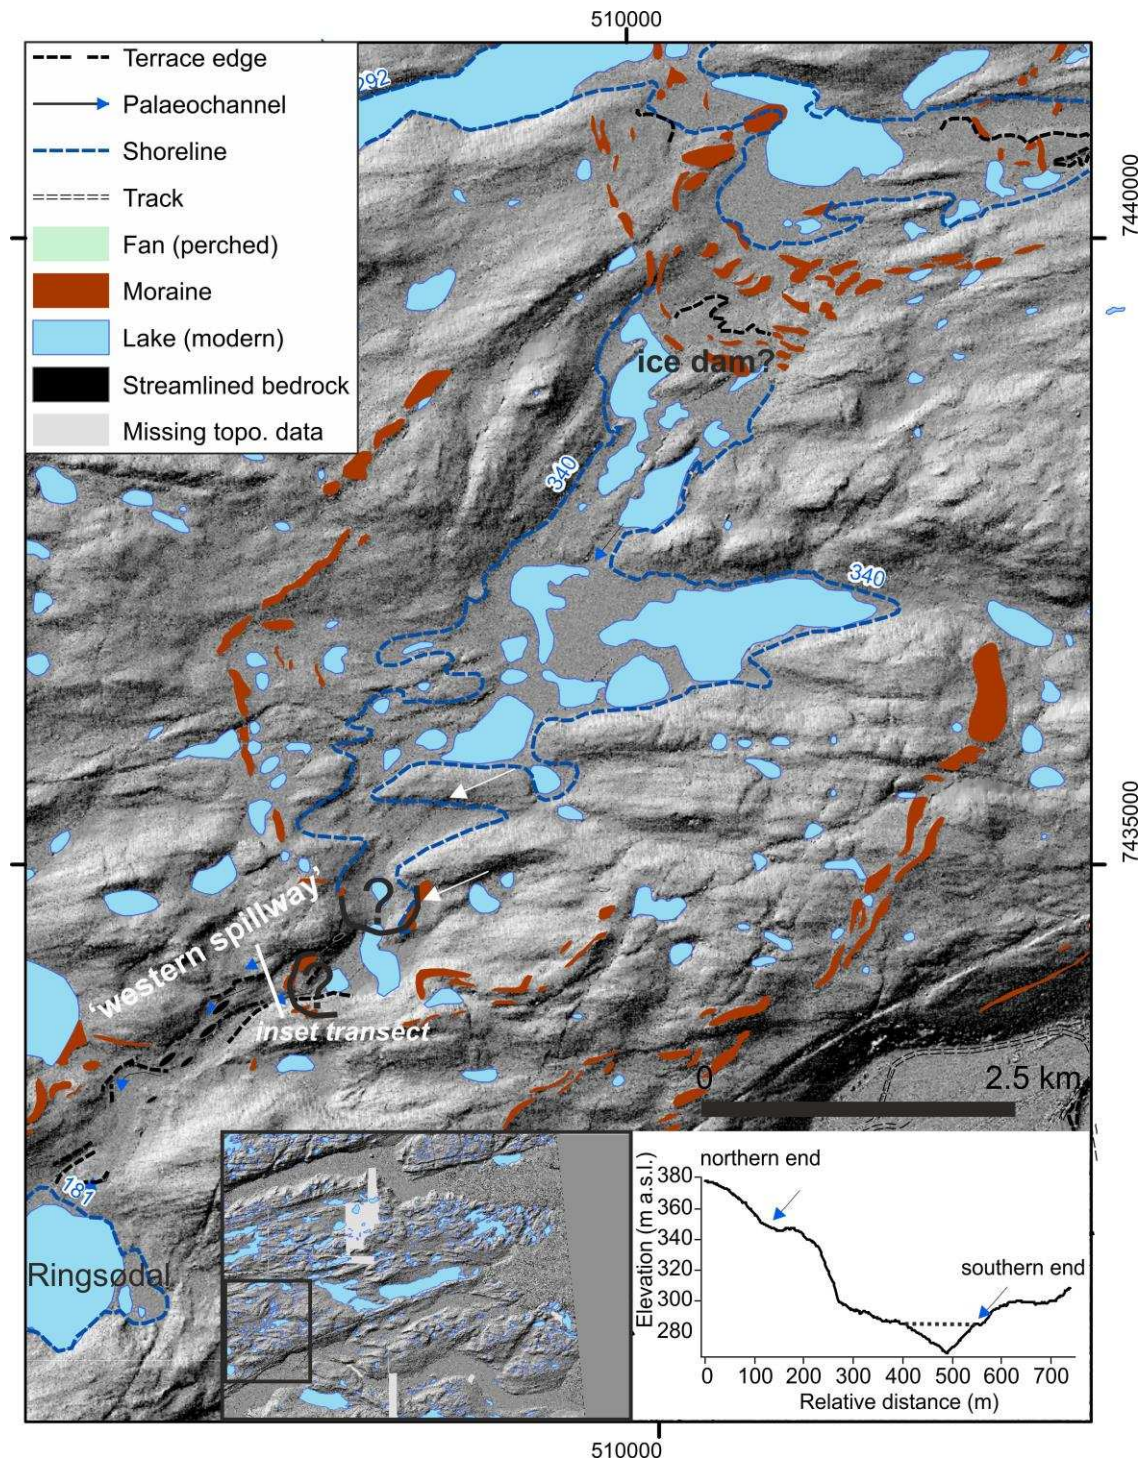 510000
Terrace edge
Palaeochannel
Shoreline
Track
Fan (perched)
Moraine
Lake (modern)
Streamlined bedrock
Missing topo. data
292
7440000
ice dam?
340
340
7435000
?
'western spillway'
?
inset transect
0 2.5 km
181
Ringsødal
northern end
southern end
Elevation (m a.s.l.)
380
360
340
320
300
280
0 100 200 300 400 500 600 700
Relative distance (m)
510000